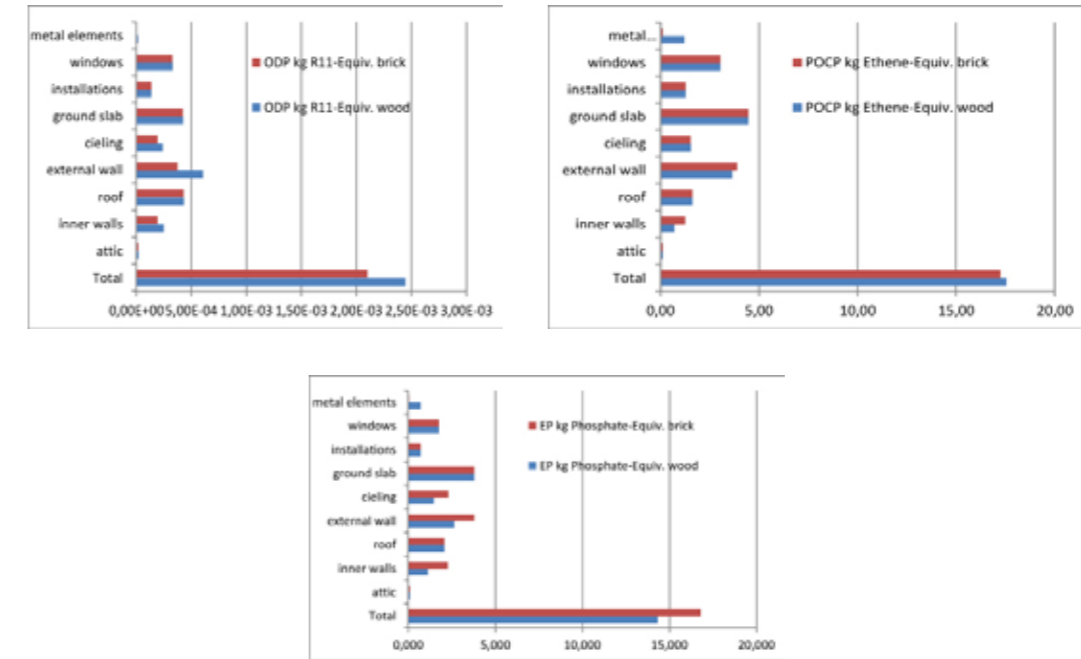 metal elements
windows
installations
ground slab
cieling
external wall
roof
inner walls
attic
Total
ODP kg R11-Equiv. brick
ODP kg R11-Equiv. wood
0,00E+005,00E-04 1,00E-03 1,50E-03 2,00E-03 2,50E-03 3,00E-03
metal...
windows
installations
ground slab
cieling
external wall
roof
inner walls
attic
Total
POCP kg Ethene-Equiv. brick
POCP kg Ethene-Equiv. wood
0,00 5,00 10,00 15,00 20,00
metal elements
windows
installations
ground slab
cieling
external wall
roof
inner walls
attic
Total
EP kg Phosphate-Equiv. brick
EP kg Phosphate-Equiv. wood
0,000 5,000 10,000 15,000 20,000